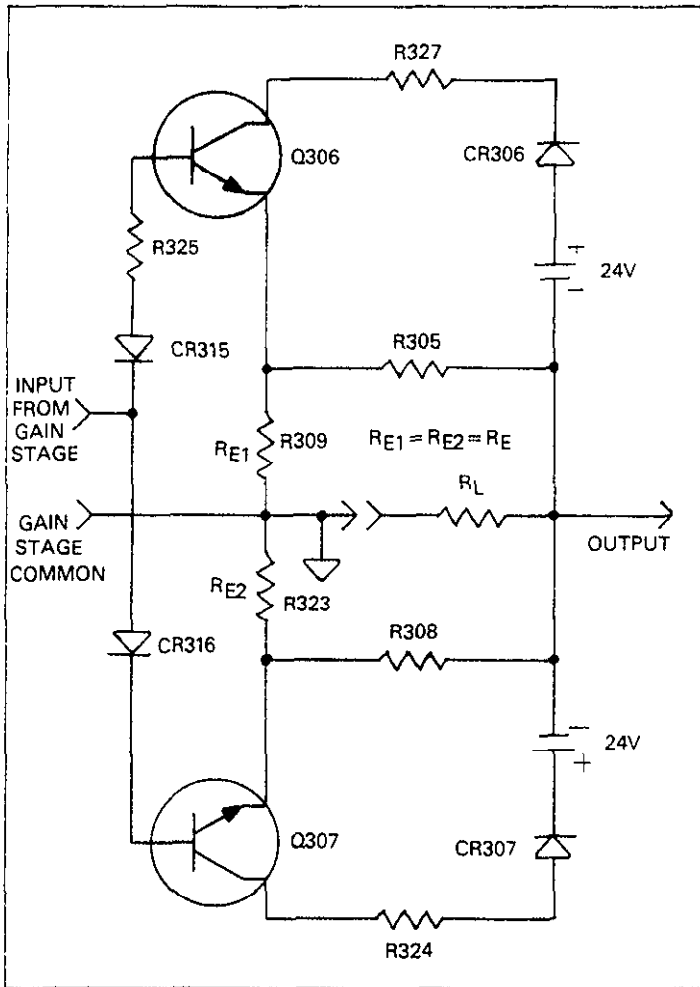 R327
Q306
CR306
R325
+
24V
−
CR315
R305
INPUT
FROM
GAIN
STAGE
RE1
R309
RE1 = RE2 = RE
RL
GAIN
STAGE
COMMON
OUTPUT
RE2
R323
CR316
R308
−
24V
+
Q307
CR307
R324